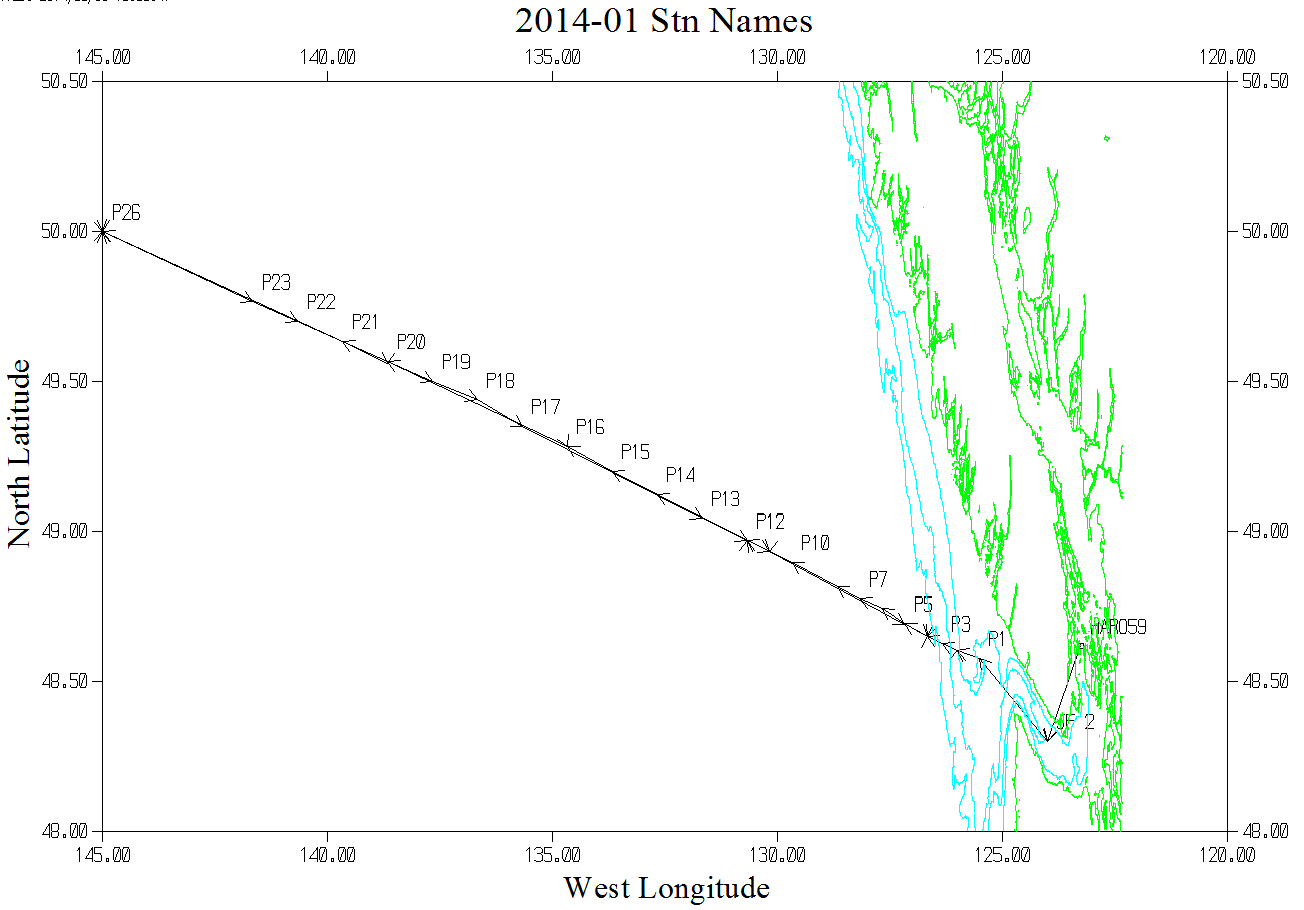 2014-01 Stn Names
145.00 140.00 135.00 130.00 125.00 120.00
50.50 50.50
P26
50.00 50.00
P23
P22
P21
P20
P19
49.50 49.50
P18
P17
P16
P15
P14
P13
P12
49.00 49.00
P10
P7
P5
P3
P1
HARO59
48.50 48.50
JF 2
48.00 48.00
145.00 140.00 135.00 130.00 125.00 120.00
West Longitude
North Latitude